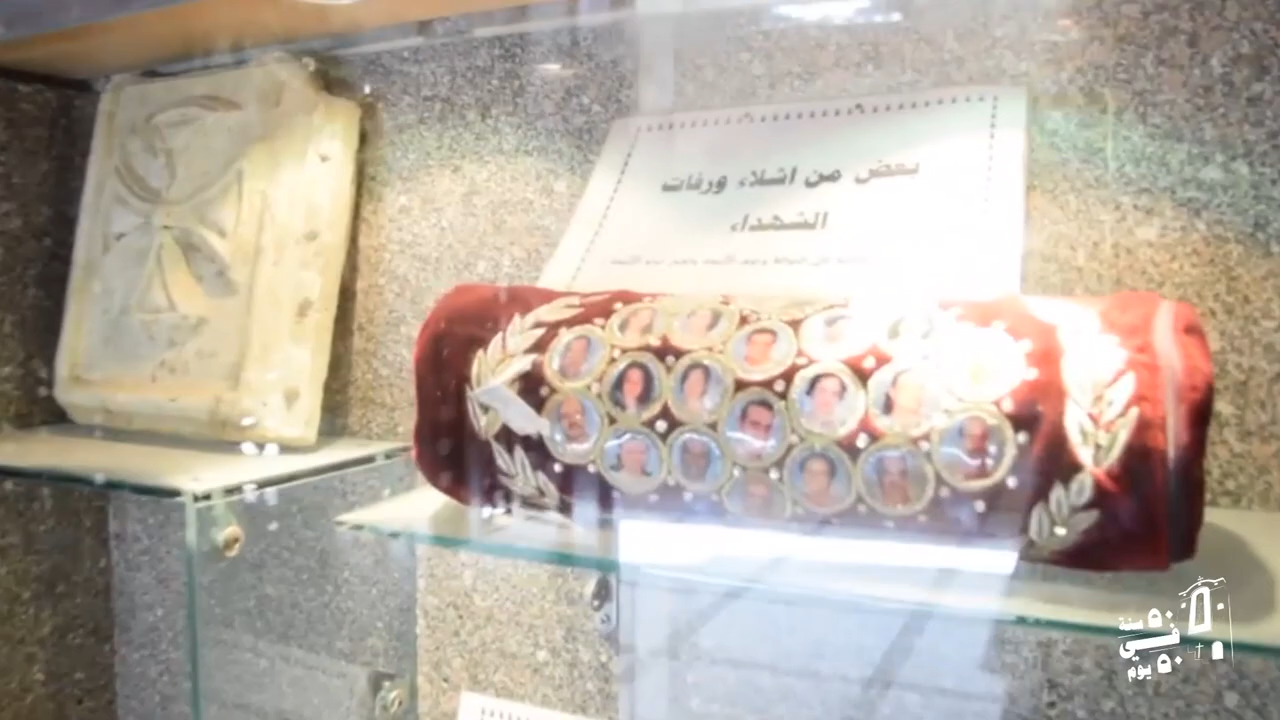 بعض من اشلاء ورفات
الشهداء
٥٠ سنة
في
٥٠ يوم